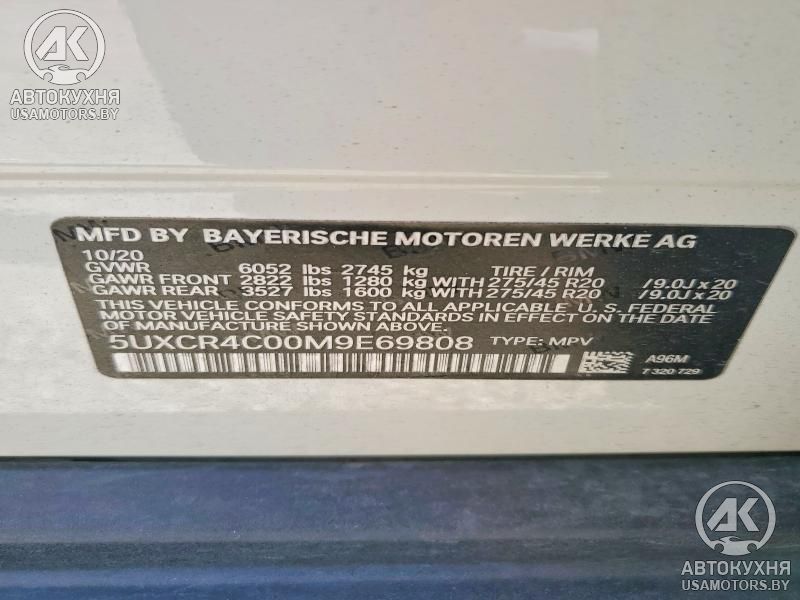 AK
АВТОКУХНЯ
USAMOTORS.BY
MFD BY BAYERISCHE MOTOREN WERKE AG
10/20
GVWR 6052 lbs 2745 kg TIRE / RIM
GAWR FRONT 2822 lbs 1280 kg WITH 275/45 R20 /9.0J x 20
GAWR REAR 3527 lbs 1600 kg WITH 275/45 R20 /9.0J x 20
THIS VEHICLE CONFORMS TO ALL APPLICABLE U. S. FEDERAL
MOTOR VEHICLE SAFETY STANDARDS IN EFFECT ON THE DATE OF
MANUFACTURE SHOWN ABOVE.
5UXCR4C00M9E69808 TYPE: MPV
A96M
7 320 729
AK
АВТОКУХНЯ
USAMOTORS.BY